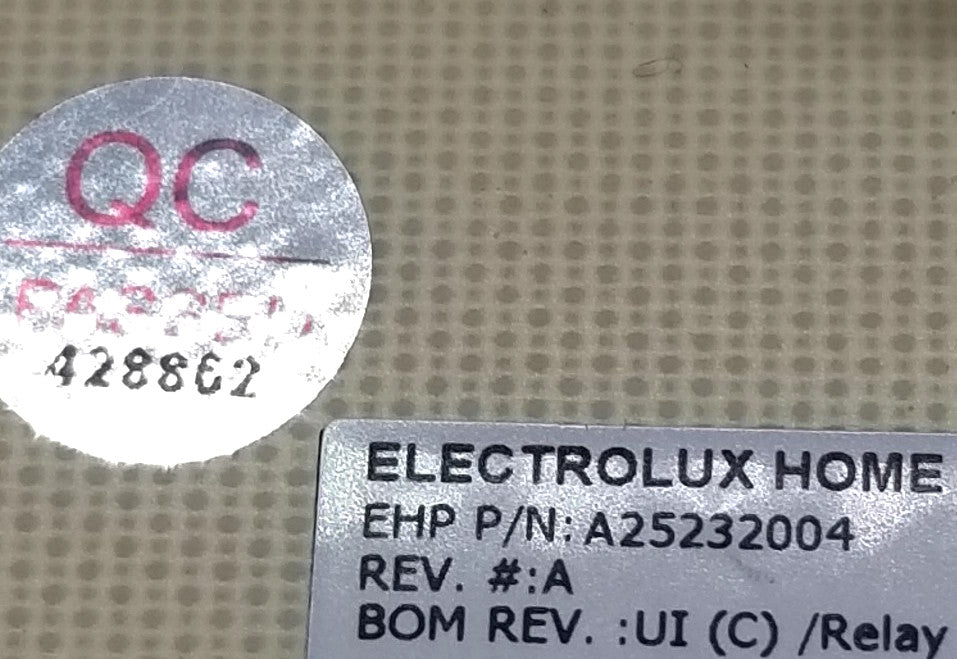 QC
428862
ELECTROLUX HOME
EHP P/N: A25232004
REV. #:A
BOM REV. :UI (C) /Relay